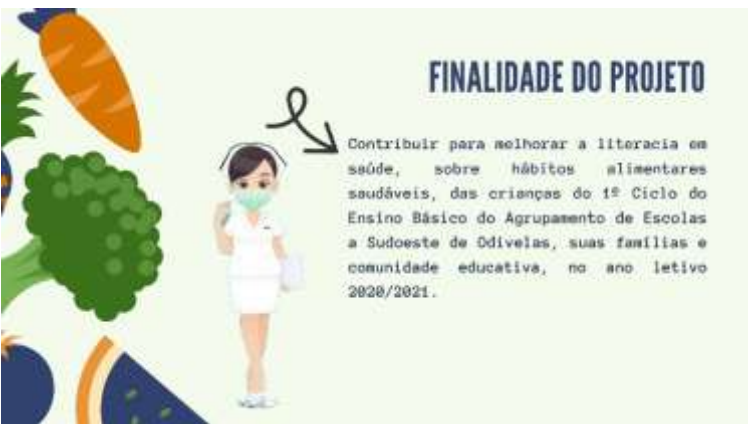 FINALIDADE DO PROJETO
Contribuir para melhorar a literacia em
saúde, sobre hábitos alimentares
saudáveis, das crianças do 1º Ciclo do
Ensino Básico do Agrupamento de Escolas
a Sudoeste de Odivelas, suas famílias e
comunidade educativa, no ano letivo
2020/2021.